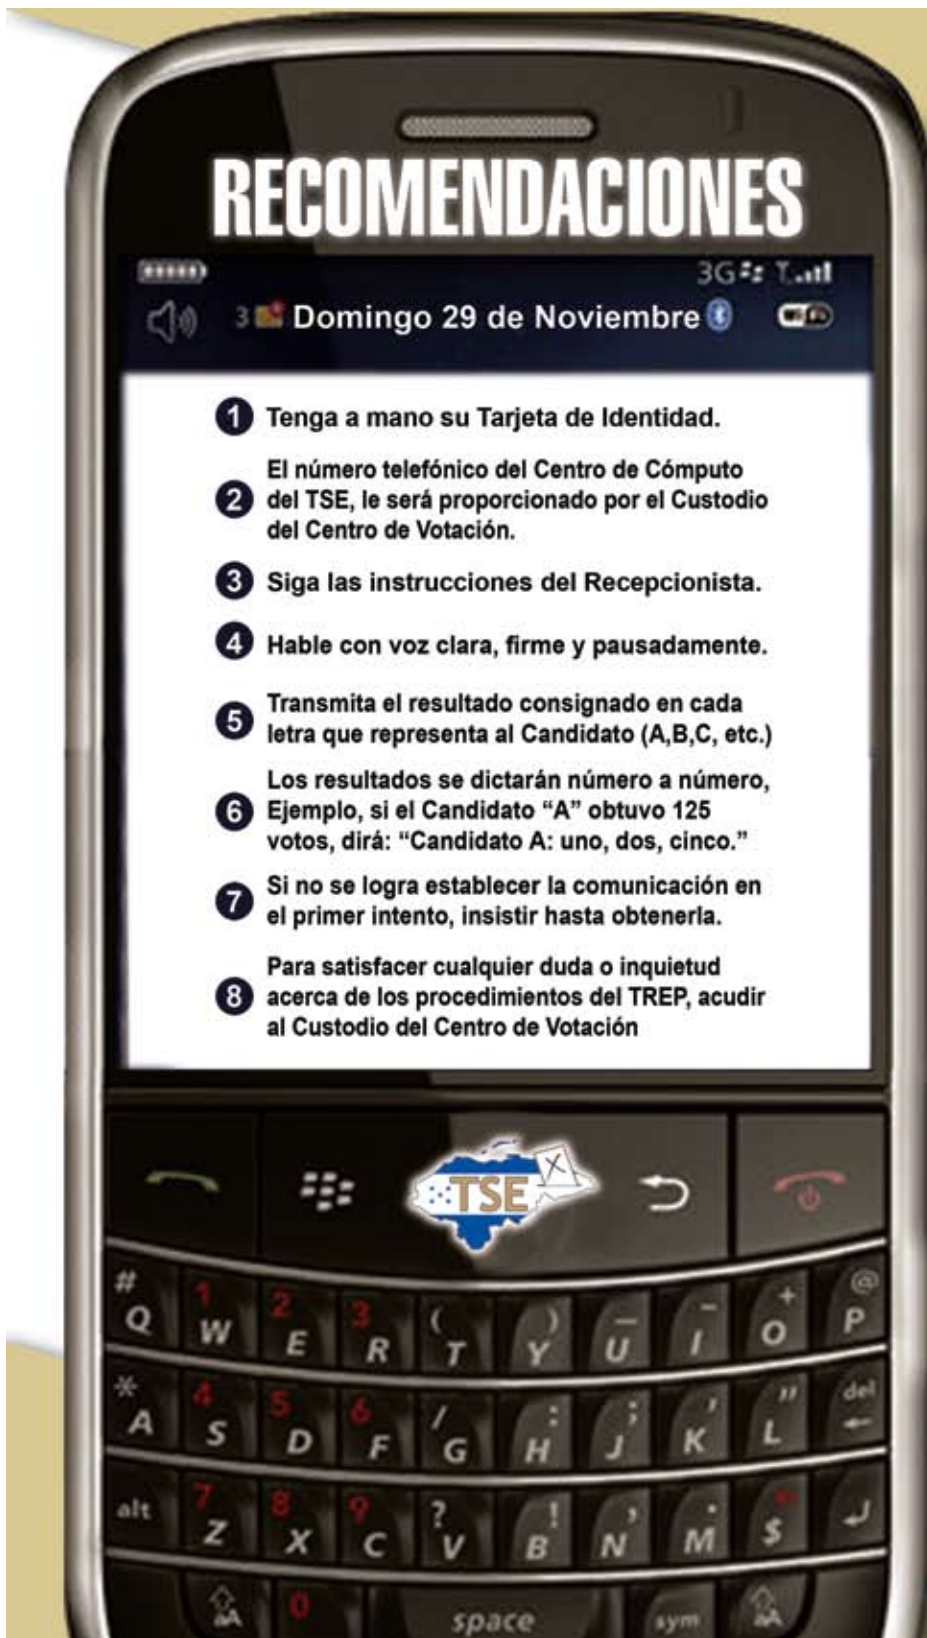 RECOMENDACIONES
3G
3 Domingo 29 de Noviembre
1 Tenga a mano su Tarjeta de Identidad.
El número telefónico del Centro de Cómputo
2 del TSE, le será proporcionado por el Custodio
del Centro de Votación.
3 Siga las instrucciones del Recepcionista.
4 Hable con voz clara, firme y pausadamente.
Transmita el resultado consignado en cada
5 letra que representa al Candidato (A,B,C, etc.)
Los resultados se dictarán número a número,
6 Ejemplo, si el Candidato “A” obtuvo 125
votos, dirá: “Candidato A: uno, dos, cinco.”
Si no se logra establecer la comunicación en
7 el primer intento, insistir hasta obtenerla.
Para satisfacer cualquier duda o inquietud
8 acerca de los procedimientos del TREP, acudir
al Custodio del Centro de Votación
TSE
# 1 2 3 ( ) _ - + @
Q W E R T Y U I O P
* 4 5 6 / : ; ' " del
A S D F G H J K L
alt 7 8 9 ? ! , .
Z X C V B N M $
aA 0 space sym aA